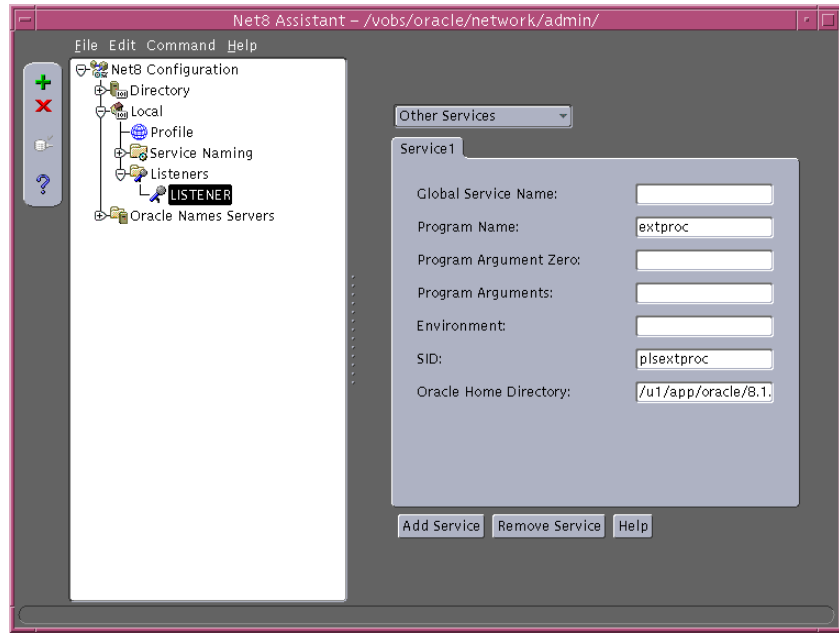 Net8 Assistant – /vobs/oracle/network/admin/
File Edit Command Help
Net8 Configuration
Directory
Local
Profile
Service Naming
Listeners
LISTENER
Oracle Names Servers
Other Services
Service1
Global Service Name:
Program Name: extproc
Program Argument Zero:
Program Arguments:
Environment:
SID: plsextproc
Oracle Home Directory: /u1/app/oracle/8.1.
Add Service Remove Service Help